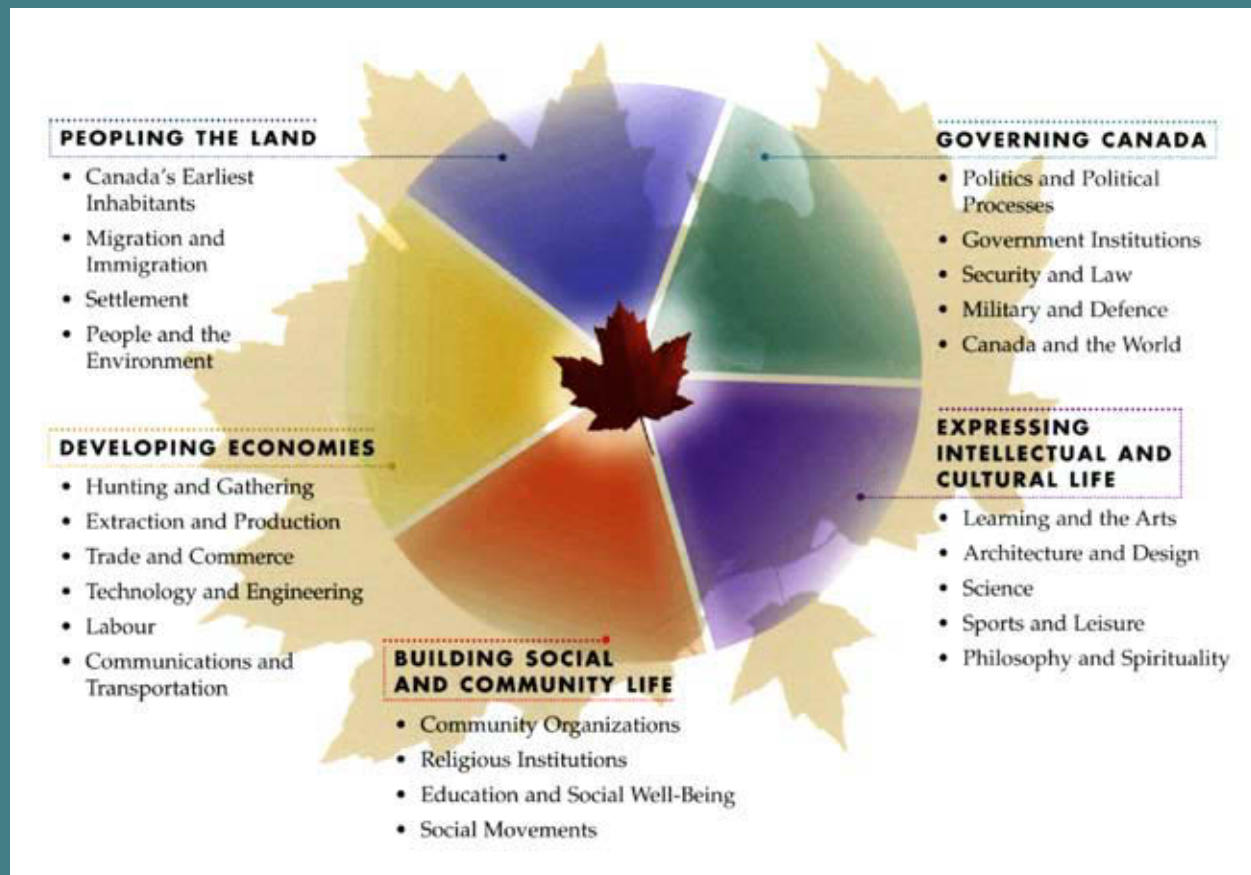 PEOPLING THE LAND
• Canada's Earliest
Inhabitants
• Migration and
Immigration
• Settlement
• People and the
Environment
DEVELOPING ECONOMIES
• Hunting and Gathering
• Extraction and Production
• Trade and Commerce
• Technology and Engineering
• Labour
• Communications and
Transportation
BUILDING SOCIAL
AND COMMUNITY LIFE
• Community Organizations
• Religious Institutions
• Education and Social Well-Being
• Social Movements
GOVERNING CANADA
• Politics and Political
Processes
• Government Institutions
• Security and Law
• Military and Defence
• Canada and the World
EXPRESSING
INTELLECTUAL AND
CULTURAL LIFE
• Learning and the Arts
• Architecture and Design
• Science
• Sports and Leisure
• Philosophy and Spirituality